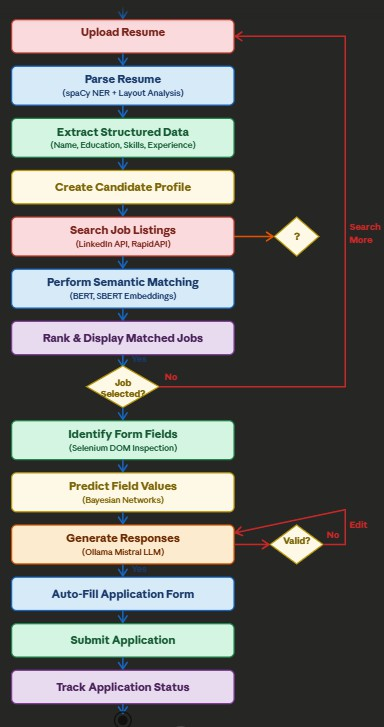 Upload Resume
Parse Resume
(spaCy NER + Layout Analysis)
Extract Structured Data
(Name, Education, Skills, Experience)
Create Candidate Profile
Search Job Listings
(LinkedIn API, RapidAPI)
?
Search
More
Perform Semantic Matching
(BERT, SBERT Embeddings)
Rank & Display Matched Jobs
Yes
Job
Selected?
No
Identify Form Fields
(Selenium DOM Inspection)
Predict Field Values
(Bayesian Networks)
Generate Responses
(Ollama Mistral LLM)
Valid?
No
Edit
Yes
Auto-Fill Application Form
Submit Application
Track Application Status